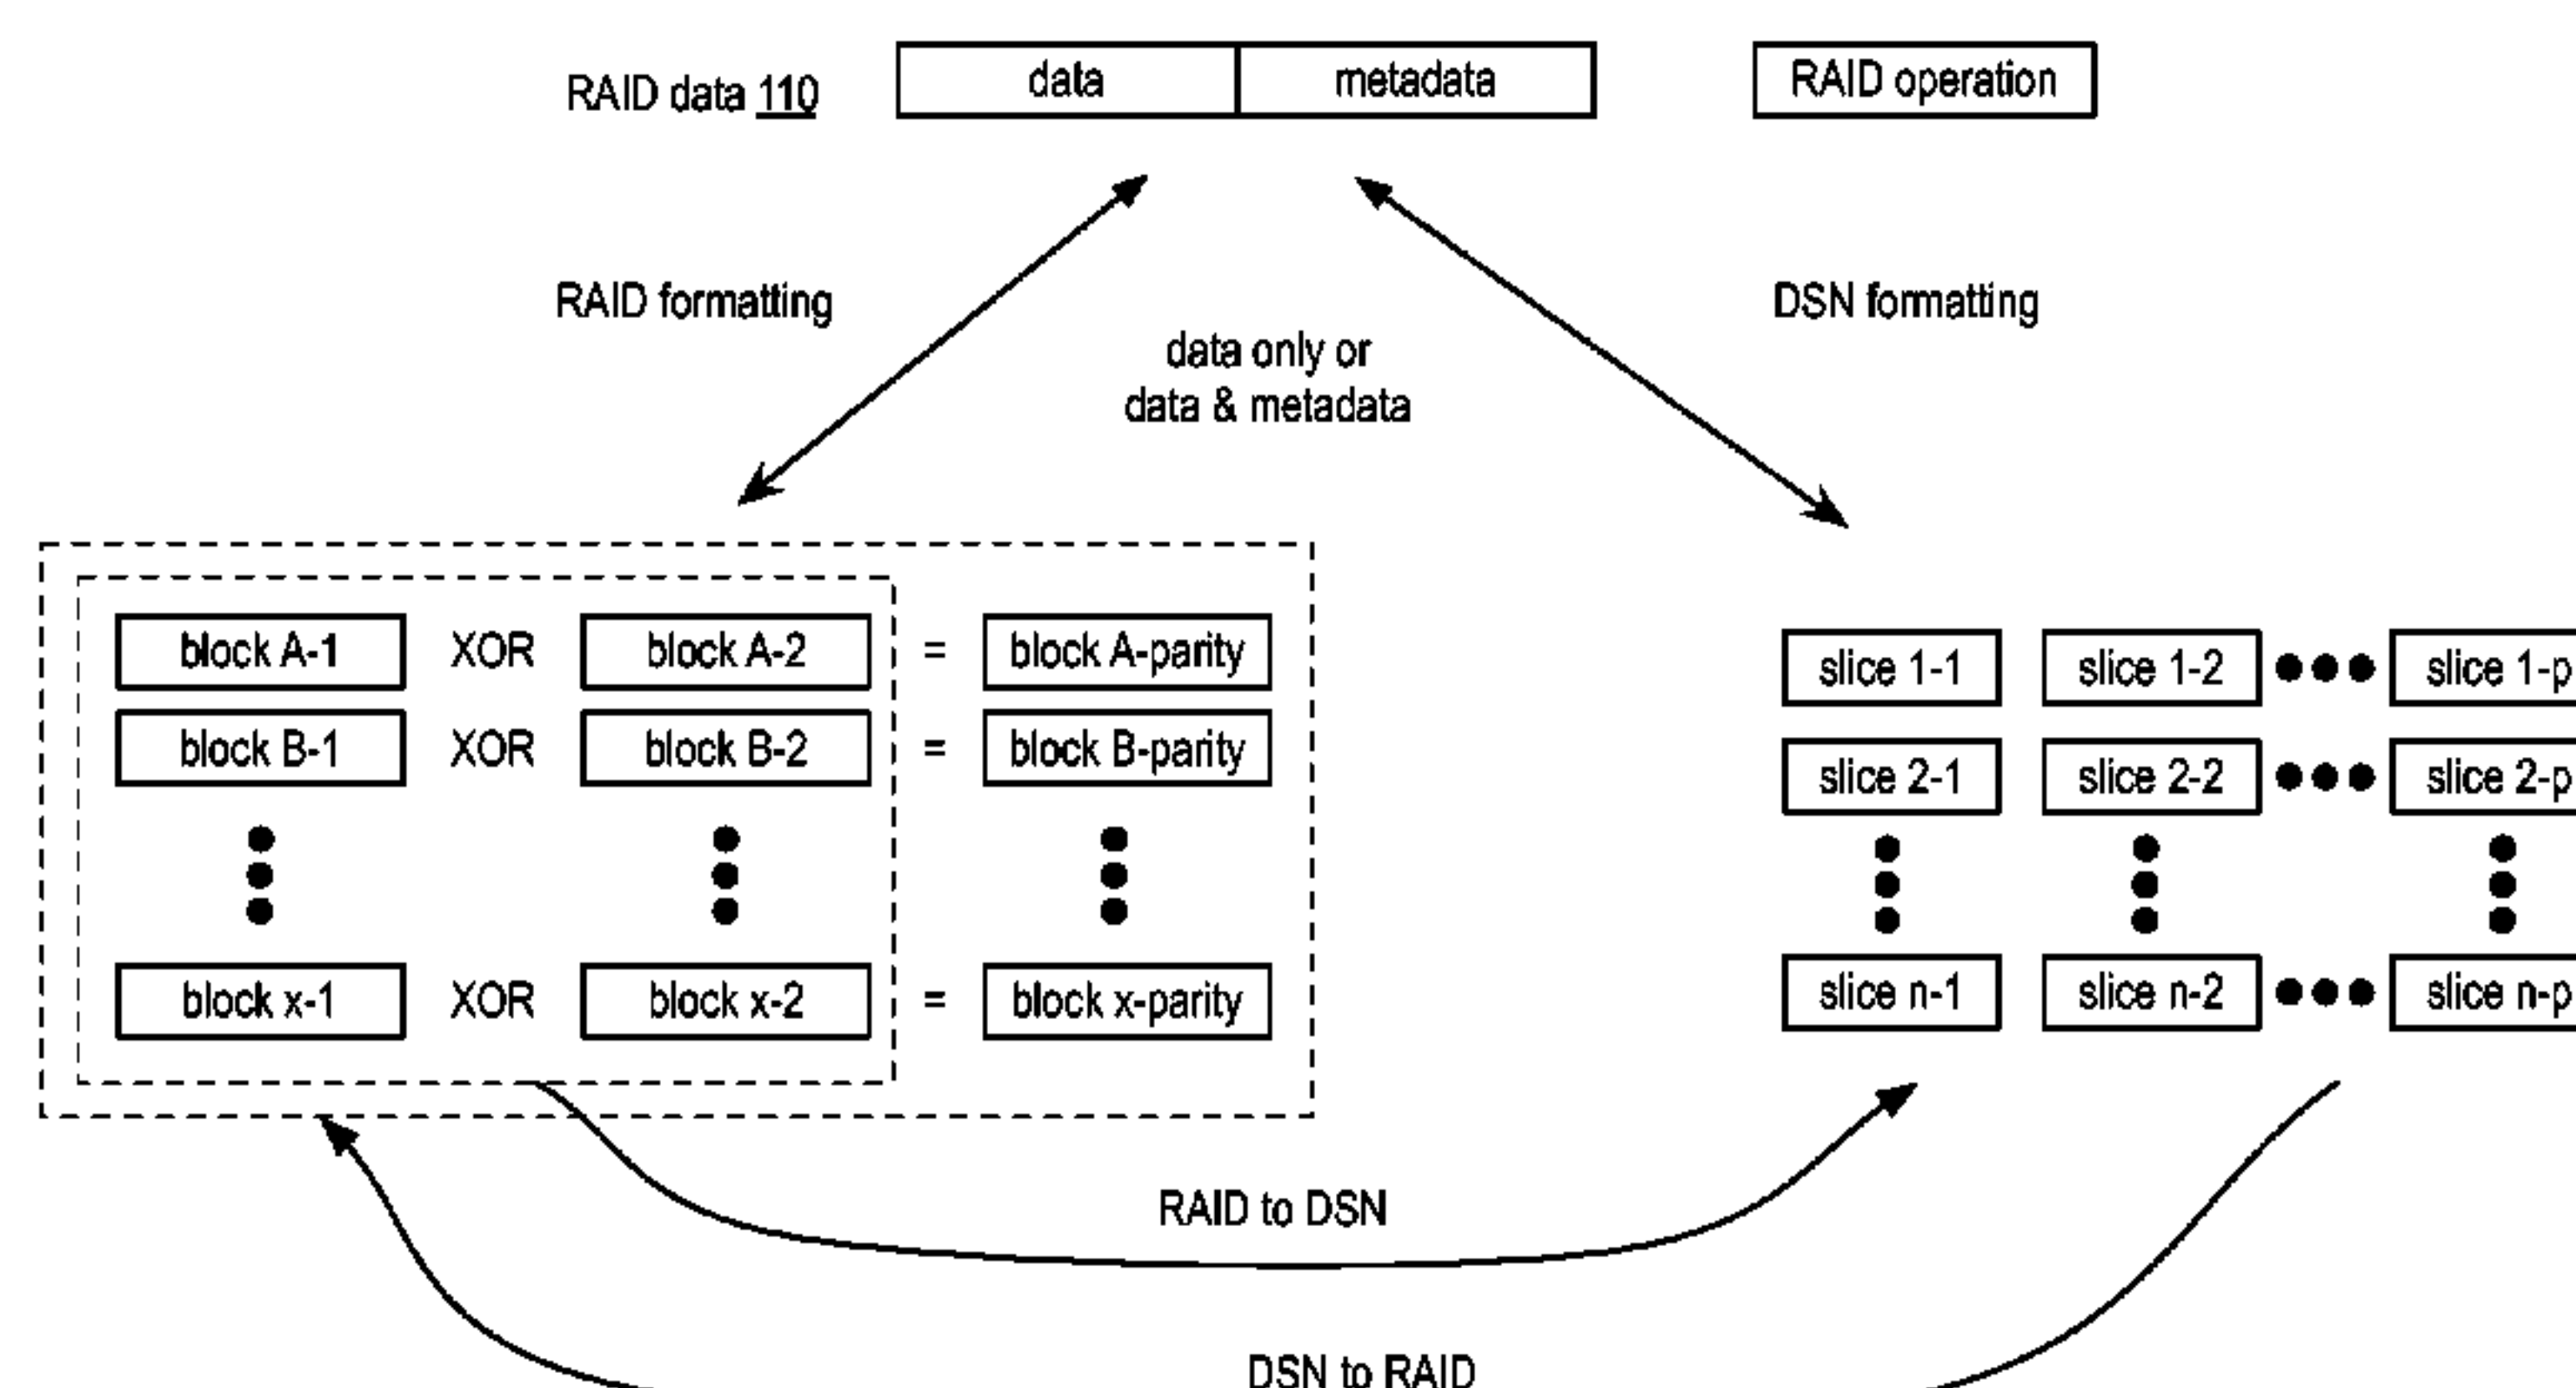 RAID data 110 data metadata RAID operation
RAID formatting
DSN formatting
data only or
data & metadata
block A-1 XOR block A-2 = block A-parity
block B-1 XOR block B-2 = block B-parity
block x-1 XOR block x-2 = block x-parity
slice 1-1 slice 1-2 slice 1-p
slice 2-1 slice 2-2 slice 2-p
slice n-1 slice n-2 slice n-p
RAID to DSN
DSN to RAID